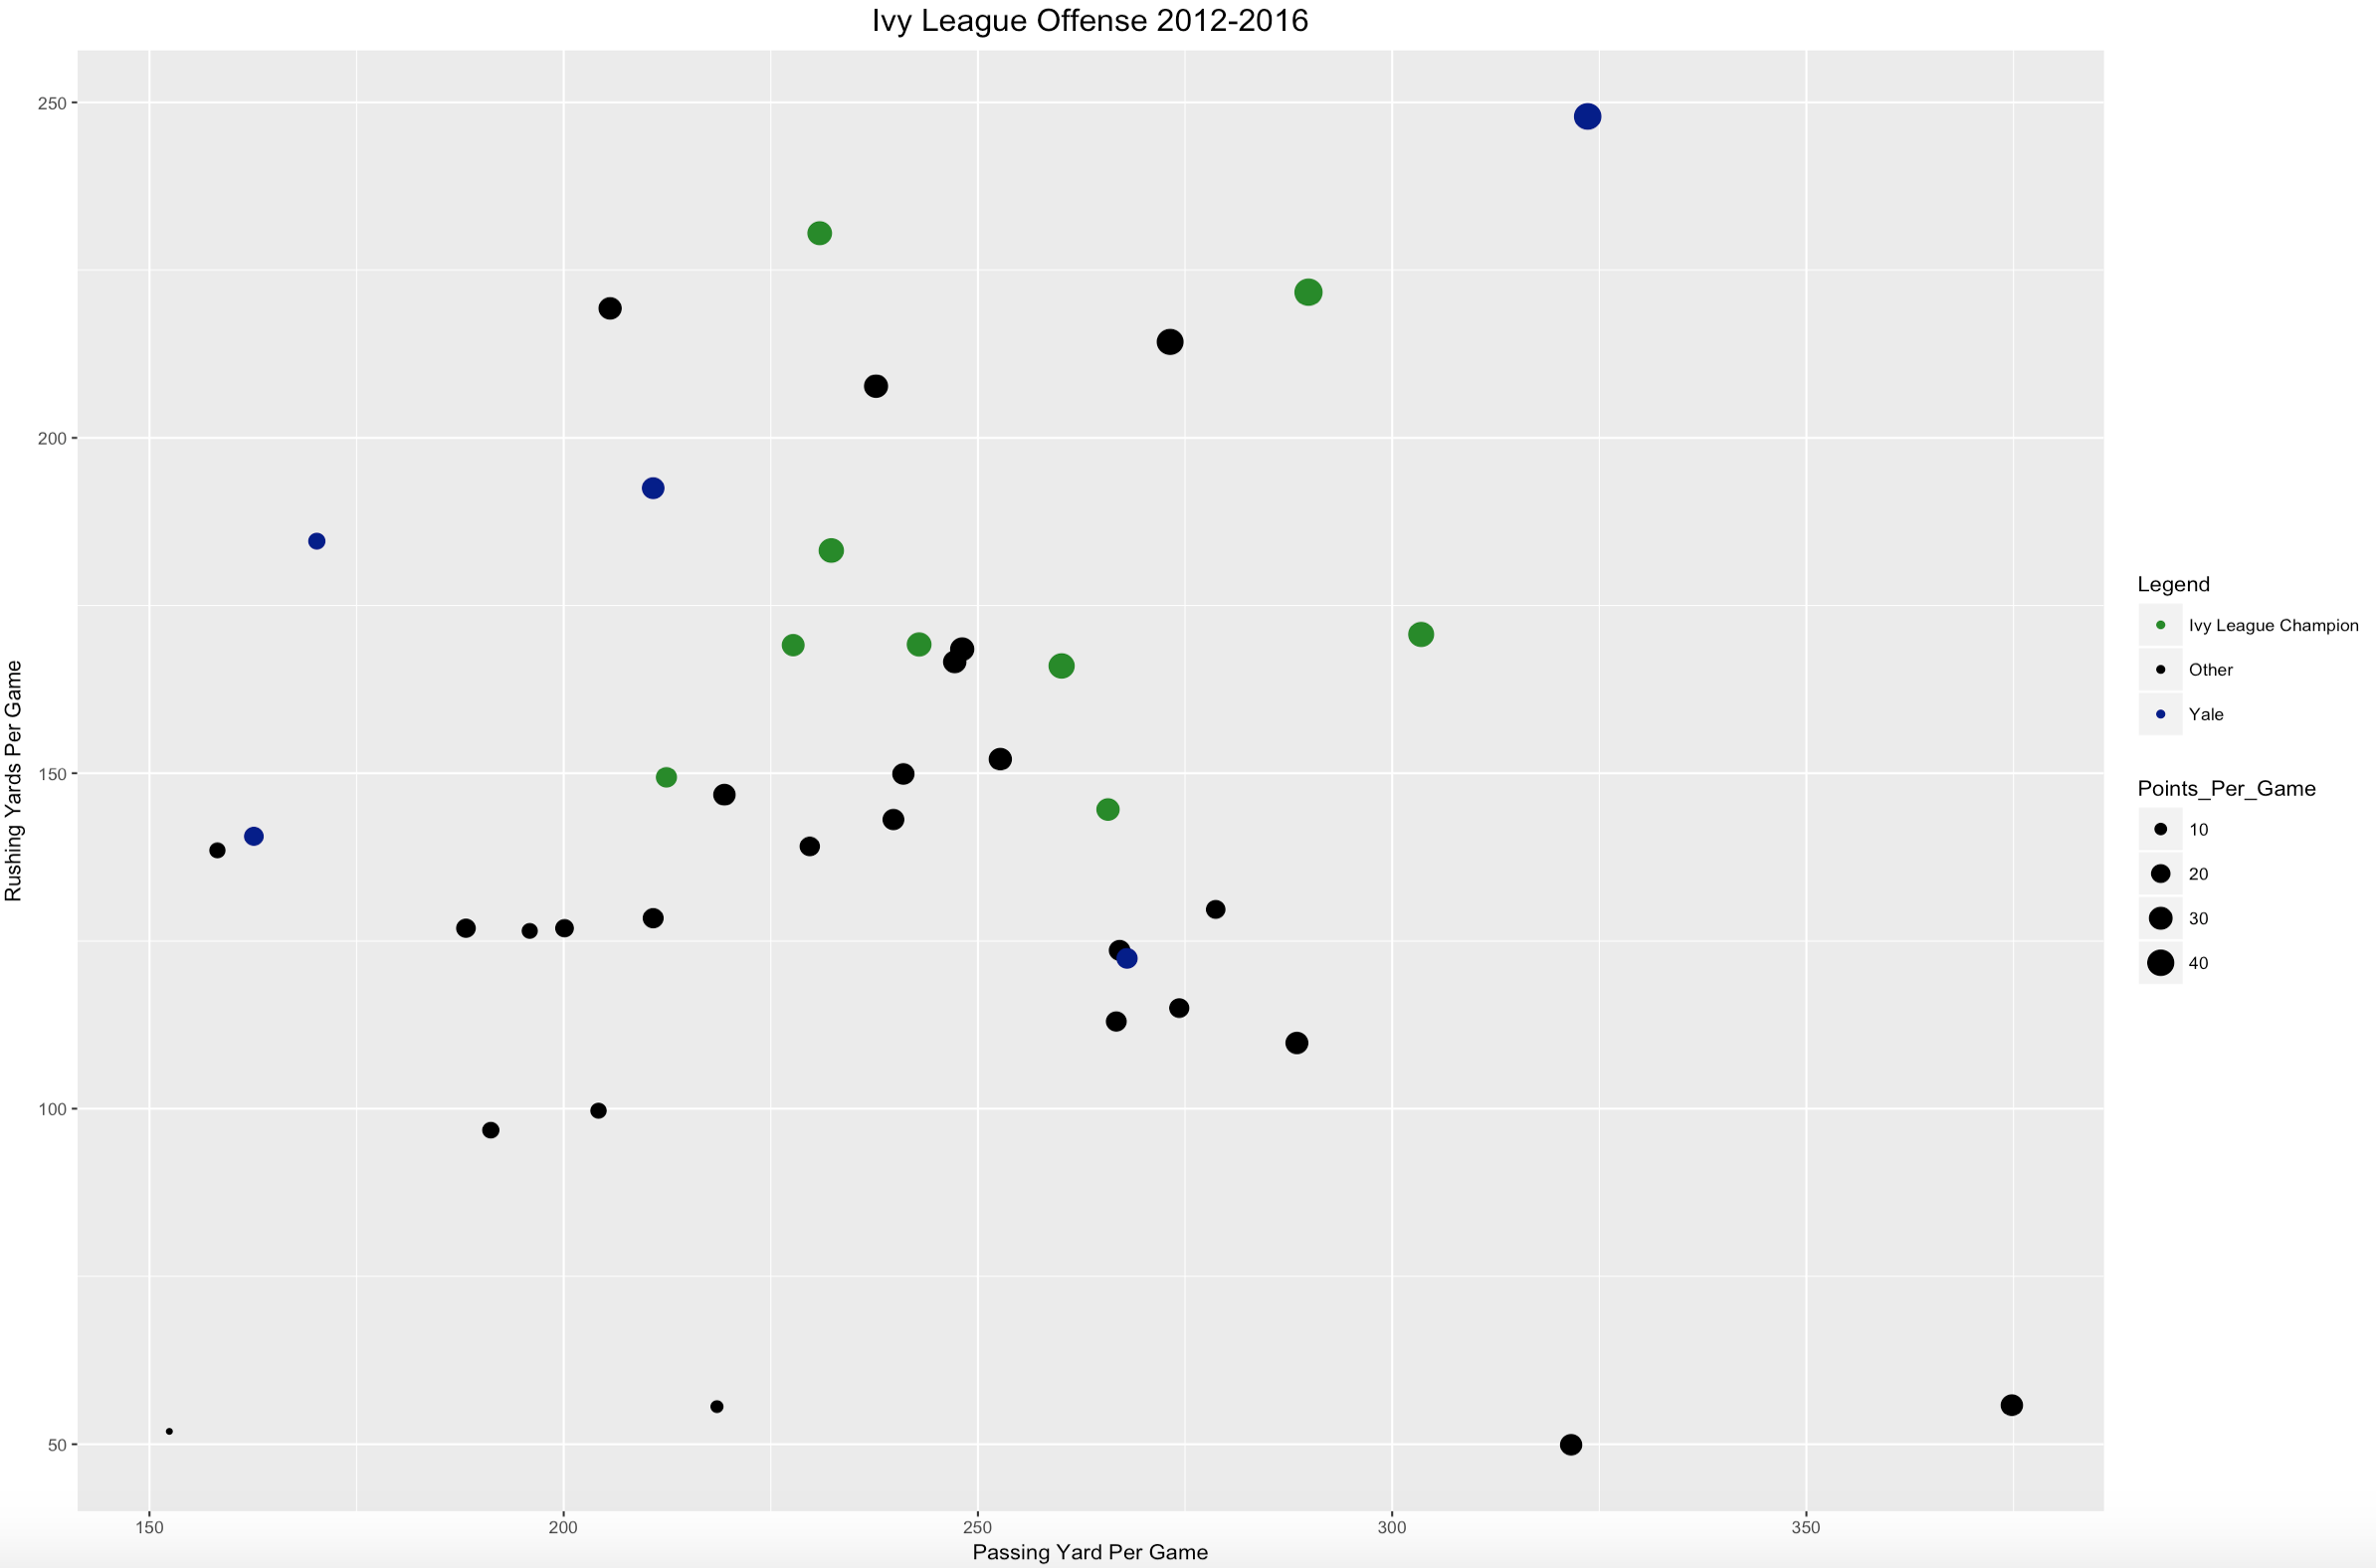 Ivy League Offense 2012-2016
Rushing Yards Per Game
250
200
150
100
50
150
200
250
300
350
Passing Yard Per Game
Legend
Ivy League Champion
Other
Yale
Points_Per_Game
10
20
30
40